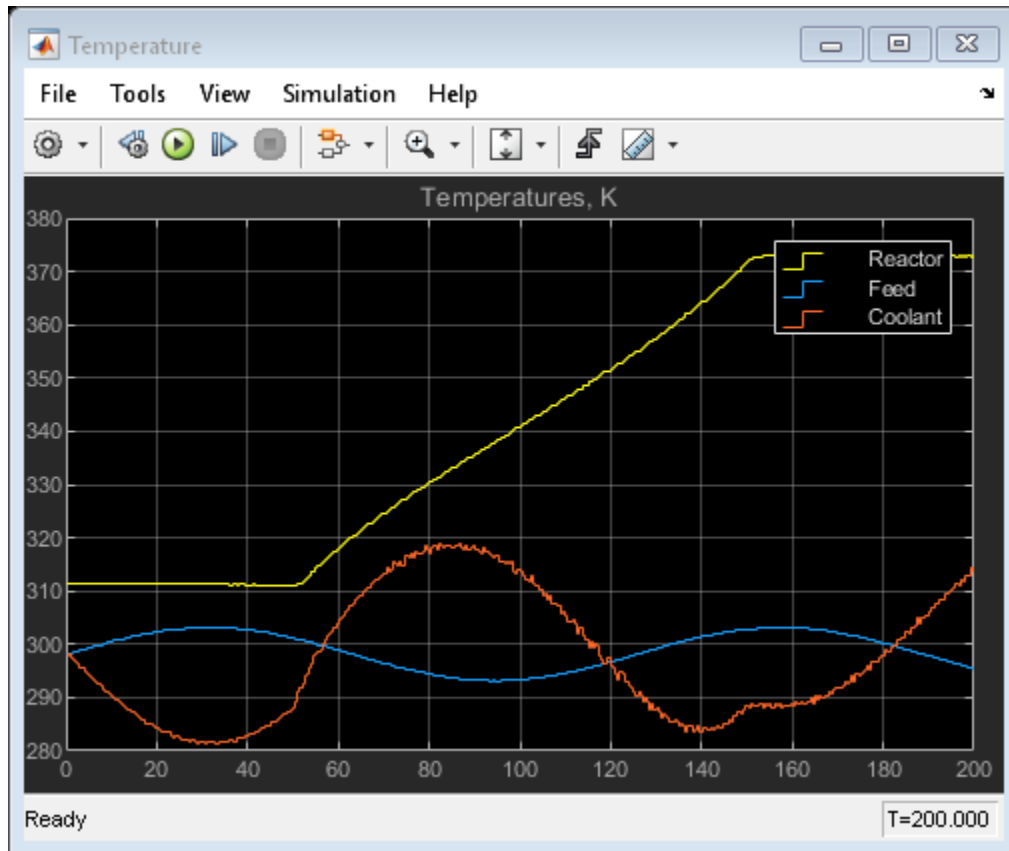 Temperature
File Tools View Simulation Help
Temperatures, K
380
370
360
350
340
330
320
310
300
290
280
Reactor
Feed
Coolant
0 20 40 60 80 100 120 140 160 180 200
Ready T=200.000